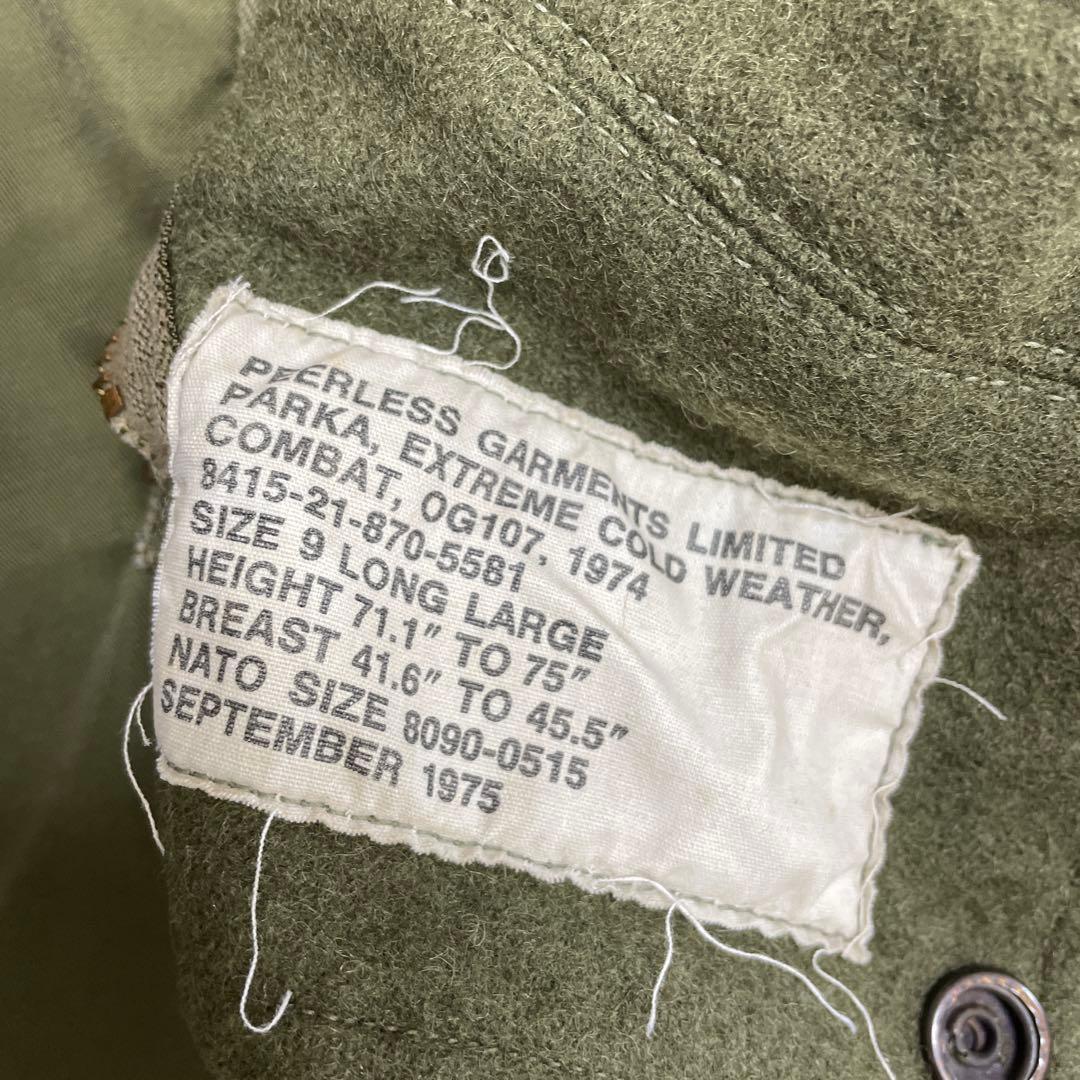 PEERLESS GARMENTS LIMITED
PARKA, EXTREME COLD WEATHER,
COMBAT, OG107, 1974
8415-21-870-5581
SIZE 9 LONG LARGE
HEIGHT 71.1" TO 75"
BREAST 41.6" TO 45.5"
NATO SIZE 8090-0515
SEPTEMBER 1975